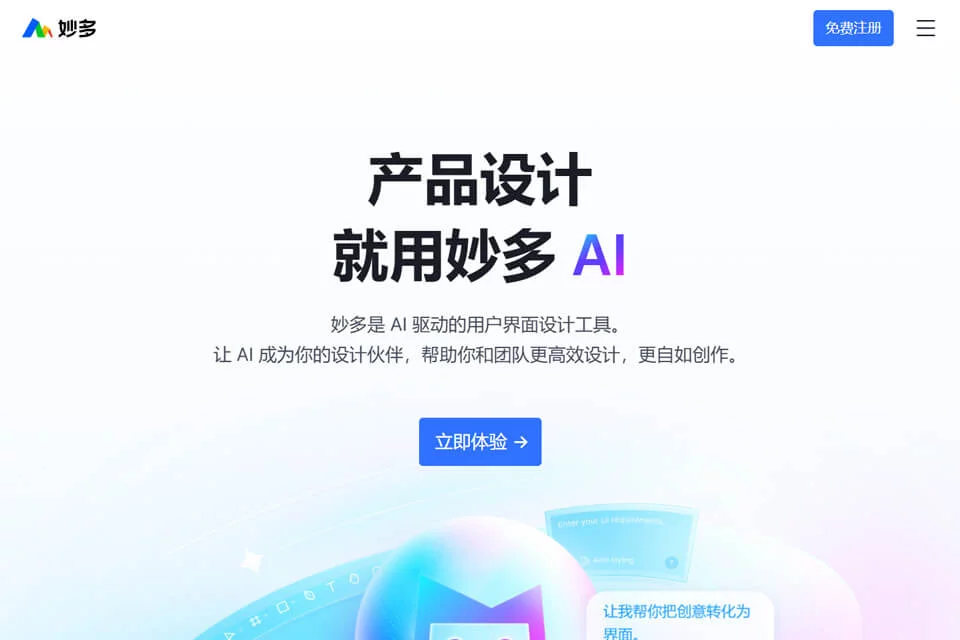 妙多
免费注册
产品设计
就用妙多 AI
妙多是 AI 驱动的用户界面设计工具。
让 AI 成为你的设计伙伴，帮助你和团队更高效设计，更自如创作。
立即体验 →
Enter your UI requirements.
让我帮你把创意转化为
界面。